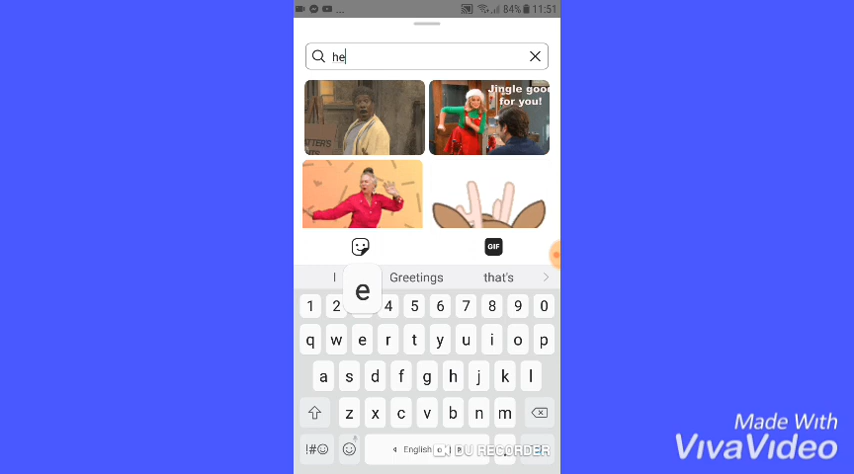 ... 84% 11:51
he
Jingle good
for you!
AFTERS
GIF
I Greetings that's
e
1 2 4 5 6 7 8 9 0
q w e r t y u i o p
a s d f g h j k l
z x c v b n m
!#☺ English
DU RECORDER
Made With
VivaVideo